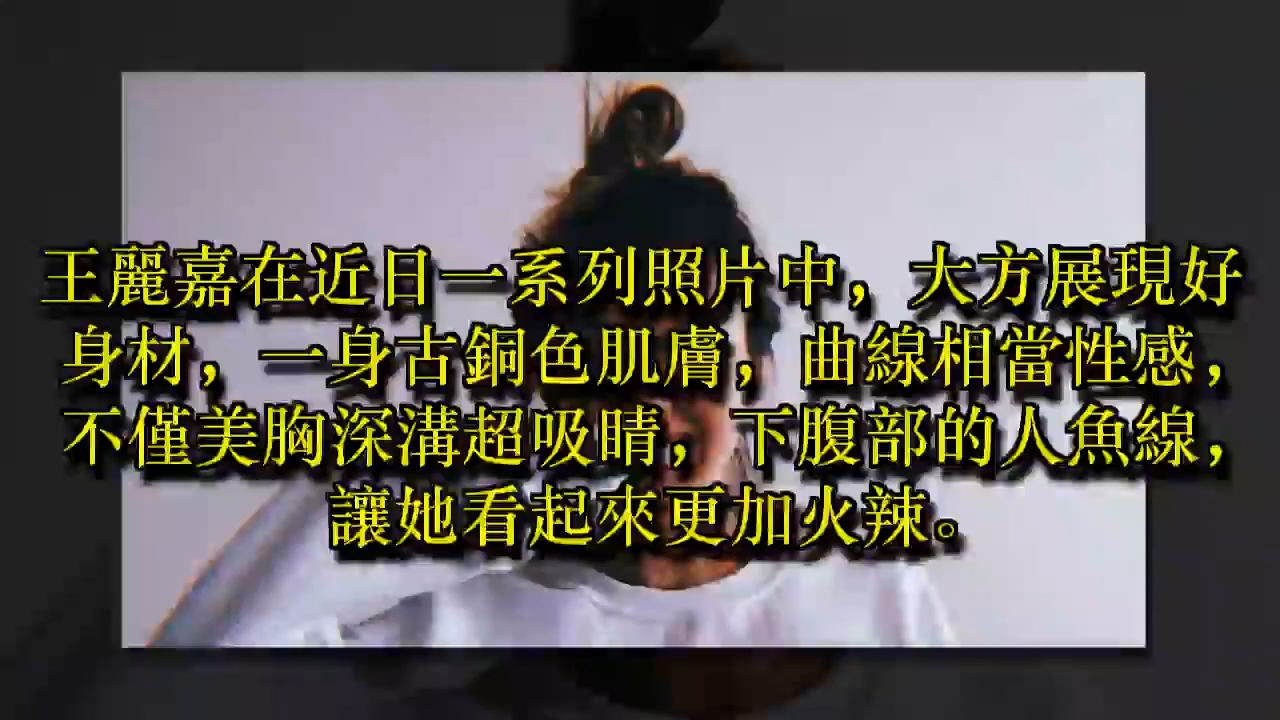 王麗嘉在近日一系列照片中，大方展現好
身材，一身古銅色肌膚，曲線相當性感，
不僅美胸深溝超吸睛，下腹部的人魚線，
讓她看起來更加火辣。